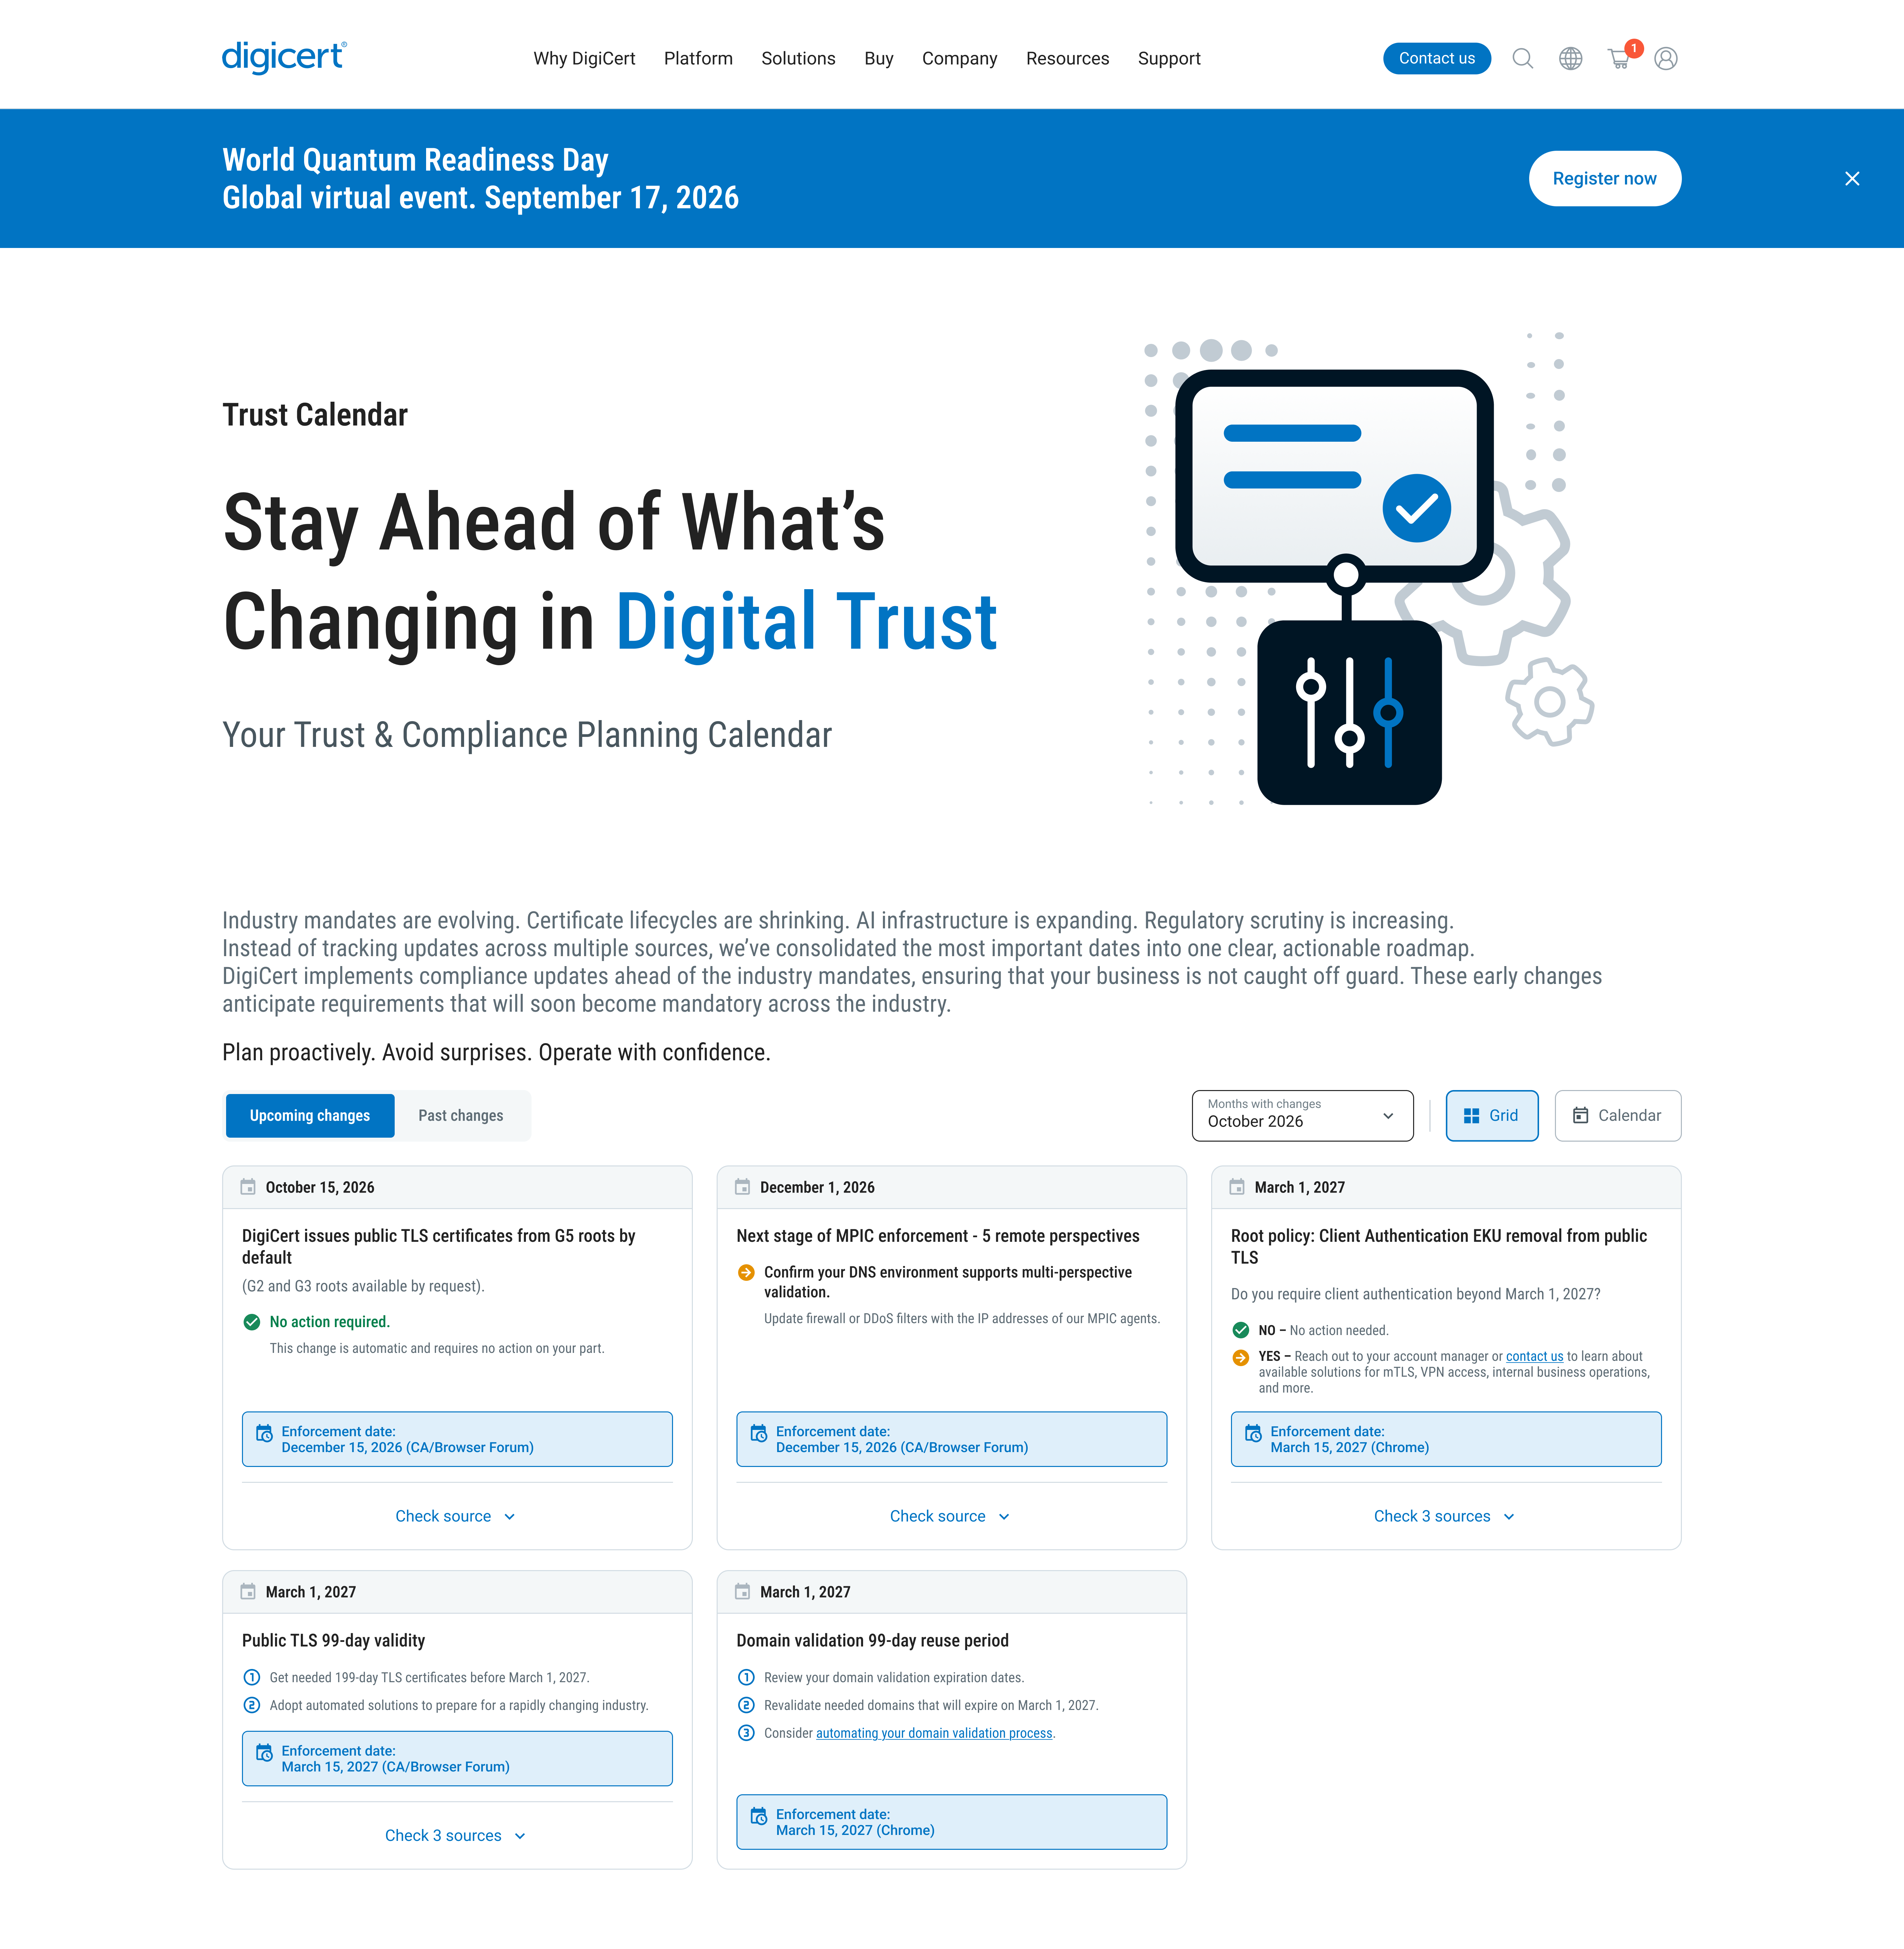 digicert®
Why DigiCert Platform Solutions Buy Company Resources Support
Contact us
1
World Quantum Readiness Day
Global virtual event. September 17, 2026
Register now
Trust Calendar
Stay Ahead of What’s
Changing in Digital Trust
Your Trust & Compliance Planning Calendar
Industry mandates are evolving. Certificate lifecycles are shrinking. AI infrastructure is expanding. Regulatory scrutiny is increasing.
Instead of tracking updates across multiple sources, we’ve consolidated the most important dates into one clear, actionable roadmap.
DigiCert implements compliance updates ahead of the industry mandates, ensuring that your business is not caught off guard. These early changes
anticipate requirements that will soon become mandatory across the industry.
Plan proactively. Avoid surprises. Operate with confidence.
Upcoming changes
Past changes
Months with changes
October 2026
Grid
Calendar
October 15, 2026
DigiCert issues public TLS certificates from G5 roots by
default
(G2 and G3 roots available by request).
No action required.
This change is automatic and requires no action on your part.
Enforcement date:
December 15, 2026 (CA/Browser Forum)
Check source
December 1, 2026
Next stage of MPIC enforcement - 5 remote perspectives
Confirm your DNS environment supports multi-perspective
validation.
Update firewall or DDoS filters with the IP addresses of our MPIC agents.
Enforcement date:
December 15, 2026 (CA/Browser Forum)
Check source
March 1, 2027
Root policy: Client Authentication EKU removal from public
TLS
Do you require client authentication beyond March 1, 2027?
NO – No action needed.
YES – Reach out to your account manager or contact us to learn about
available solutions for mTLS, VPN access, internal business operations,
and more.
Enforcement date:
March 15, 2027 (Chrome)
Check 3 sources
March 1, 2027
Public TLS 99-day validity
1 Get needed 199-day TLS certificates before March 1, 2027.
2 Adopt automated solutions to prepare for a rapidly changing industry.
Enforcement date:
March 15, 2027 (CA/Browser Forum)
Check 3 sources
March 1, 2027
Domain validation 99-day reuse period
1 Review your domain validation expiration dates.
2 Revalidate needed domains that will expire on March 1, 2027.
3 Consider automating your domain validation process.
Enforcement date:
March 15, 2027 (Chrome)